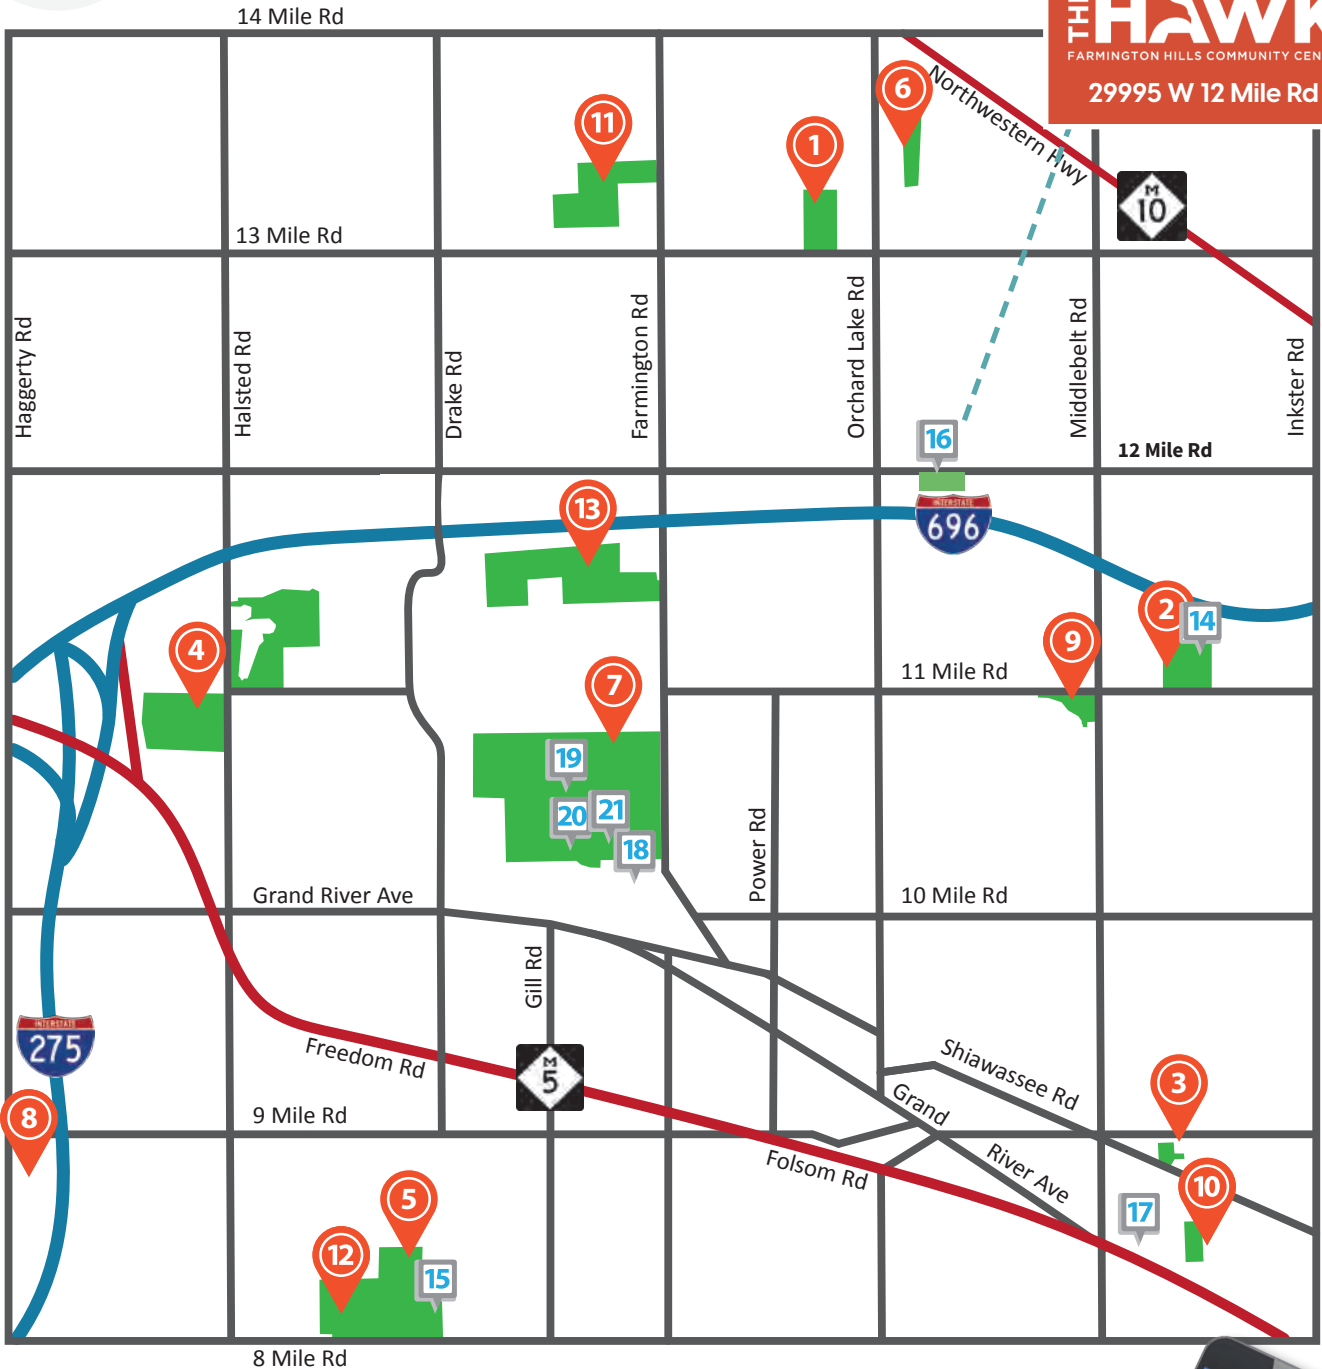 14 Mile Rd
THE
HAWK
FARMINGTON HILLS COMMUNITY CEN
29995 W 12 Mile Rd
6
Northwestern Hwy
11
1
M
10
13 Mile Rd
Haggerty Rd
Halsted Rd
Drake Rd
Farmington Rd
Orchard Lake Rd
Middlebelt Rd
Inkster Rd
16
12 Mile Rd
13
INTERSTATE
696
2
14
4
9
11 Mile Rd
7
19
20
21
18
Power Rd
Grand River Ave
10 Mile Rd
Gill Rd
INTERSTATE
275
Freedom Rd
M
5
Shiawassee Rd
3
8
9 Mile Rd
Grand
River Ave
Folsom Rd
10
17
5
12
15
8 Mile Rd